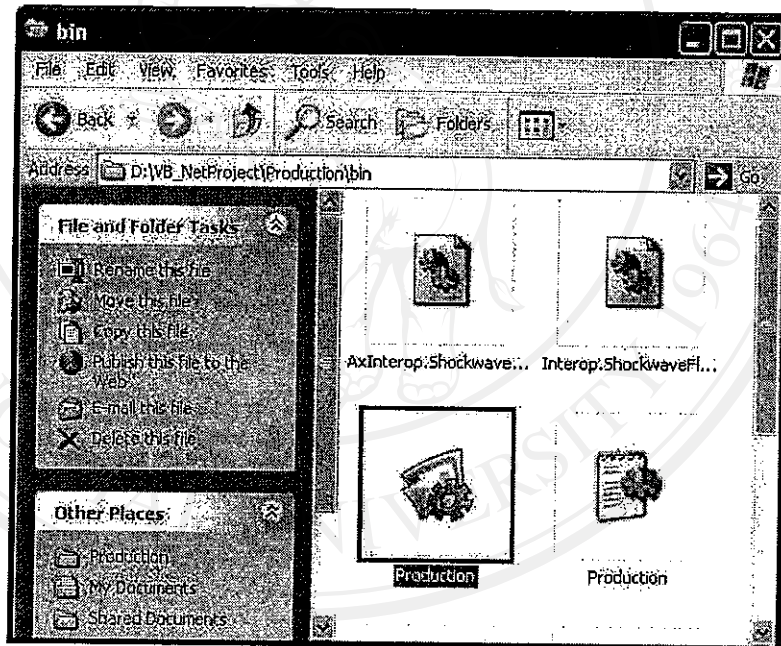 bin
File Edit View Favorites Tools Help
Back Search Folders
Address D:\VB_NetProject\Production\bin Go
File and Folder Tasks
Rename this file
Move this file
Copy this file
Publish this file to the Web
E-mail this file
Delete this file
Other Places
Production
My Documents
Shared Documents
AxInterop.Shockwave... Interop.ShockwaveFl...
Production Production